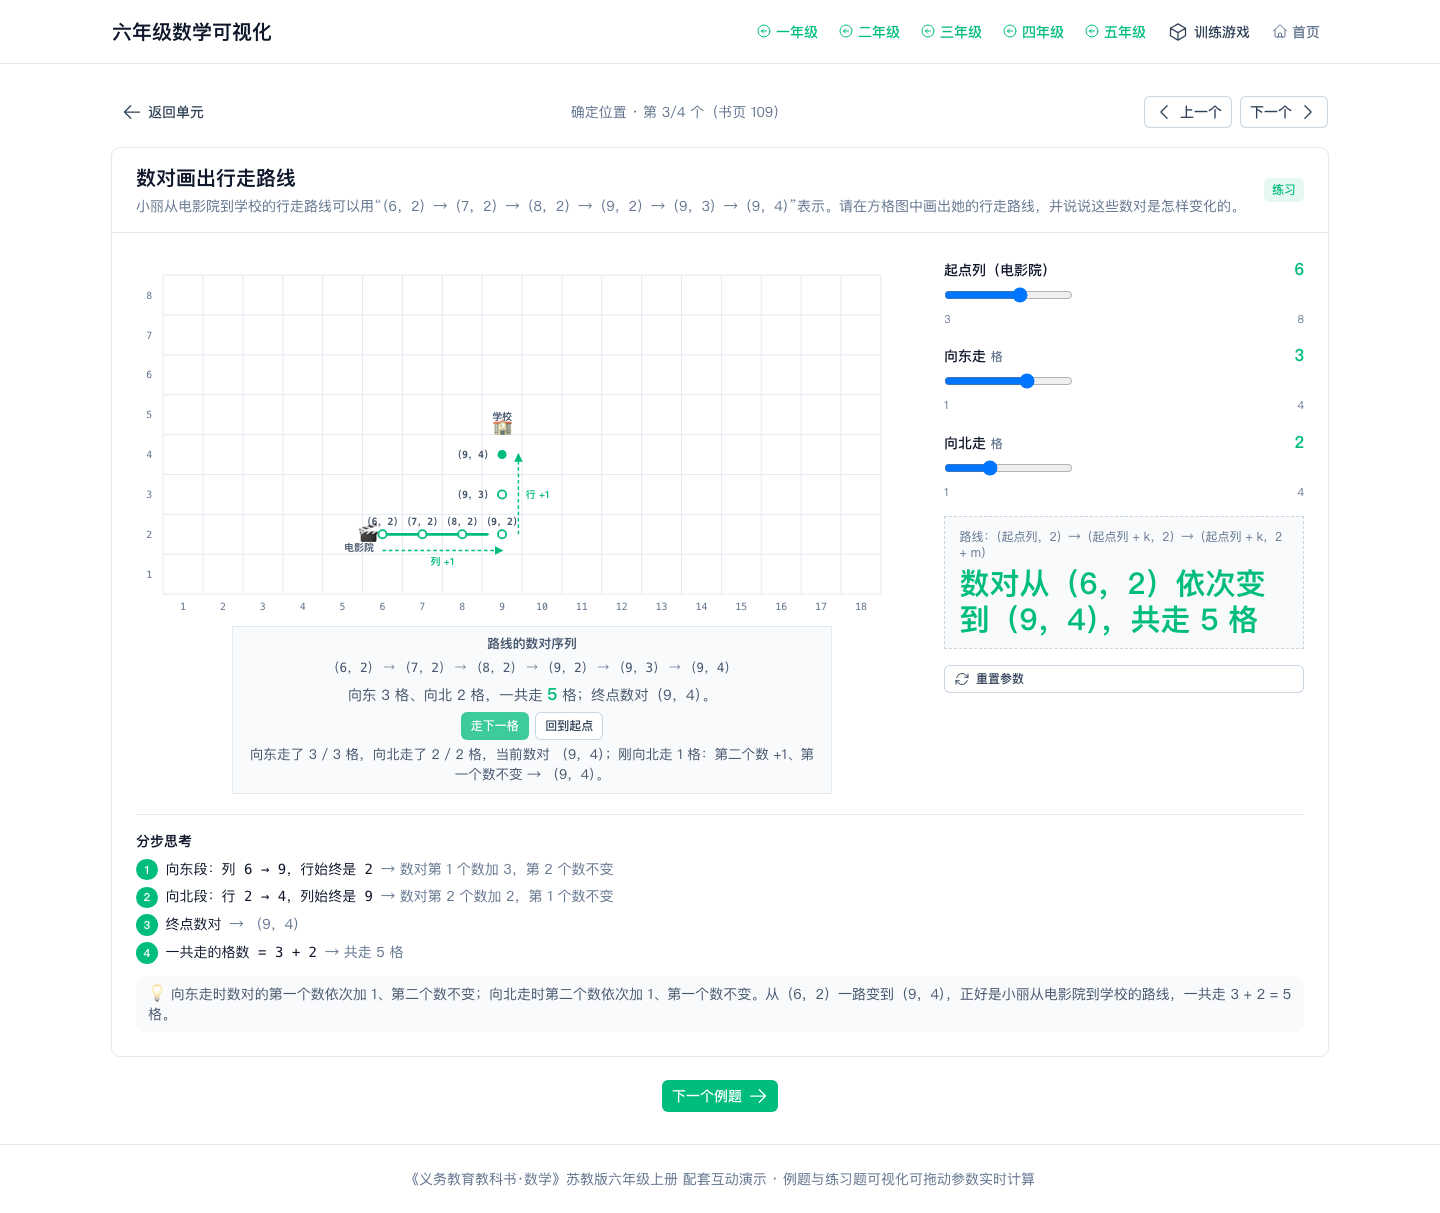 六年级数学可视化
一年级 二年级 三年级 四年级 五年级 训练游戏 首页
返回单元
确定位置 · 第 3/4 个（书页 109）
上一个 下一个
数对画出行走路线
小丽从电影院到学校的行走路线可以用“(6，2) → (7，2) → (8，2) → (9，2) → (9，3) → (9，4)”表示。请在方格图中画出她的行走路线，并说说这些数对是怎样变化的。
练习
8
7
6
5
4
3
2
1
学校
(9, 4)
(9, 3)
行 +1
(6, 2) (7, 2) (8, 2) (9, 2)
电影院
列 +1
1 2 3 4 5 6 7 8 9 10 11 12 13 14 15 16 17 18
路线的数对序列
(6, 2) → (7, 2) → (8, 2) → (9, 2) → (9, 3) → (9, 4)
向东 3 格、向北 2 格，一共走 5 格；终点数对（9，4）。
走下一格 回到起点
向东走了 3 / 3 格，向北走了 2 / 2 格，当前数对 （9，4）；刚向北走 1 格：第二个数 +1、第
一个数不变 → （9，4）。
起点列（电影院） 6
3 8
向东走 格 3
1 4
向北走 格 2
1 4
路线：（起点列，2）→（起点列 + k，2）→（起点列 + k，2
+ m）
数对从（6，2）依次变
到（9，4），共走 5 格
重置参数
分步思考
1 向东段：列 6 → 9，行始终是 2 → 数对第 1 个数加 3，第 2 个数不变
2 向北段：行 2 → 4，列始终是 9 → 数对第 2 个数加 2，第 1 个数不变
3 终点数对 → （9，4）
4 一共走的格数 = 3 + 2 → 共走 5 格
💡 向东走时数对的第一个数依次加 1、第二个数不变；向北走时第二个数依次加 1、第一个数不变。从（6，2）一路变到（9，4），正好是小丽从电影院到学校的路线，一共走 3 + 2 = 5
格。
下一个例题
《义务教育教科书·数学》苏教版六年级上册 配套互动演示 · 例题与练习题可视化可拖动参数实时计算